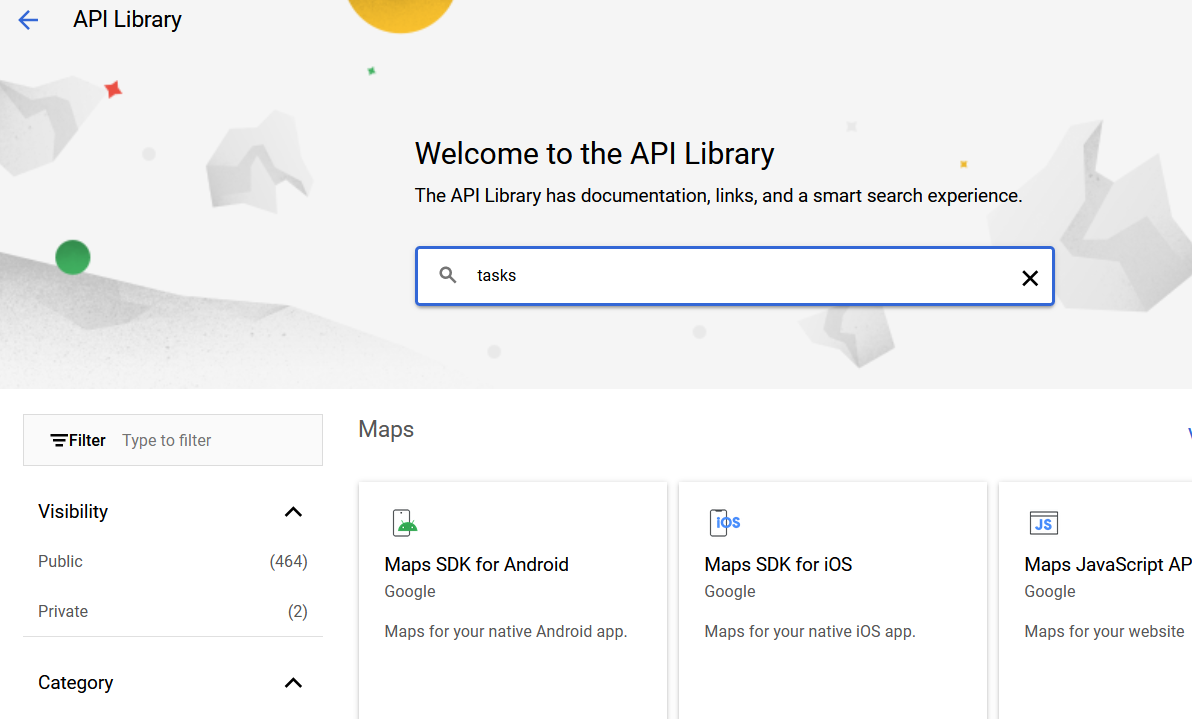 API Library
Welcome to the API Library
The API Library has documentation, links, and a smart search experience.
tasks
Filter Type to filter
Visibility
Public (464)
Private (2)
Category
Maps
Maps SDK for Android
Google
Maps for your native Android app.
iOS
Maps SDK for iOS
Google
Maps for your native iOS app.
JS
Maps JavaScript AP
Google
Maps for your website